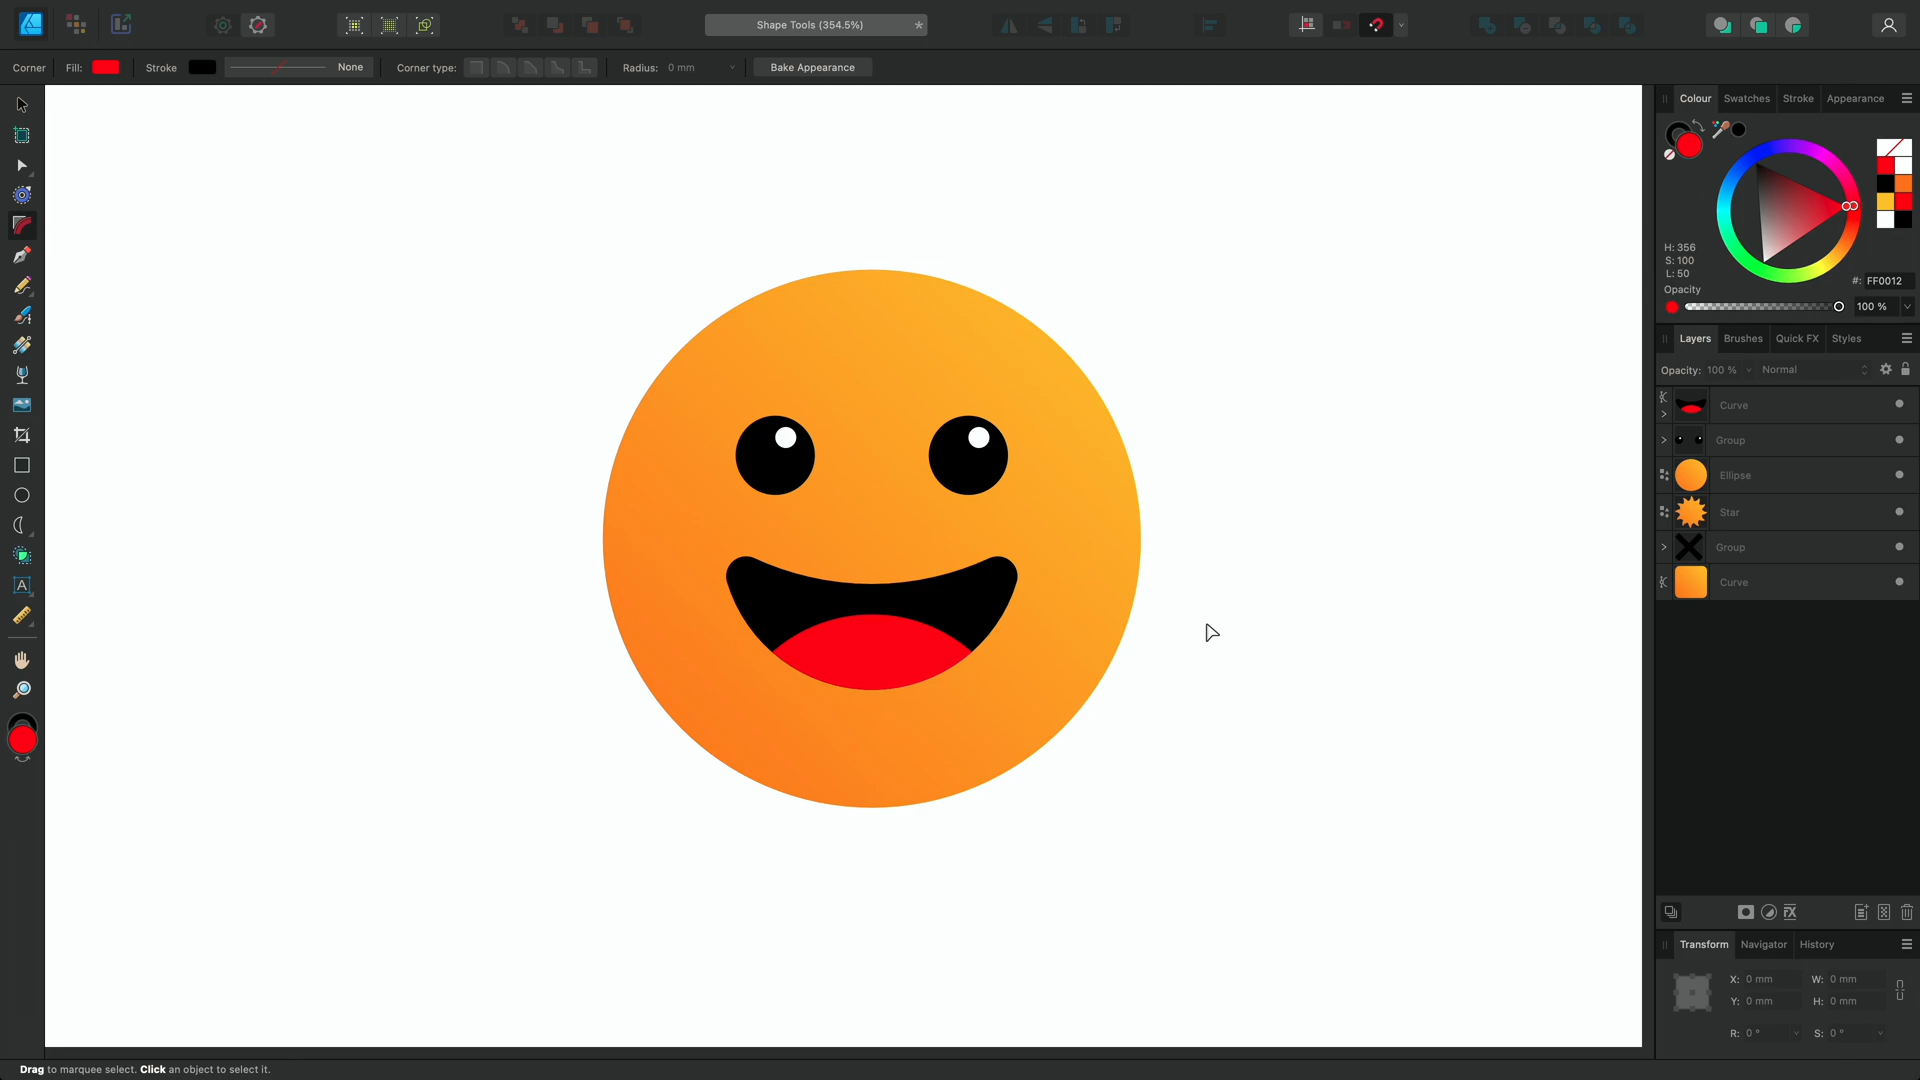 Shape Tools (354.5%) *
Corner Fill: Stroke None Corner type: Radius: 0 mm Bake Appearance
Colour Swatches Stroke Appearance
H: 356
S: 100
L: 50
#: FF0012
Opacity
100 %
Layers Brushes Quick FX Styles
Opacity: 100 % Normal
Curve
Group
Ellipse
Star
Group
Curve
Transform Navigator History
X: 0 mm W: 0 mm
Y: 0 mm H: 0 mm
R: 0 ° S: 0 °
Drag to marquee select. Click an object to select it.